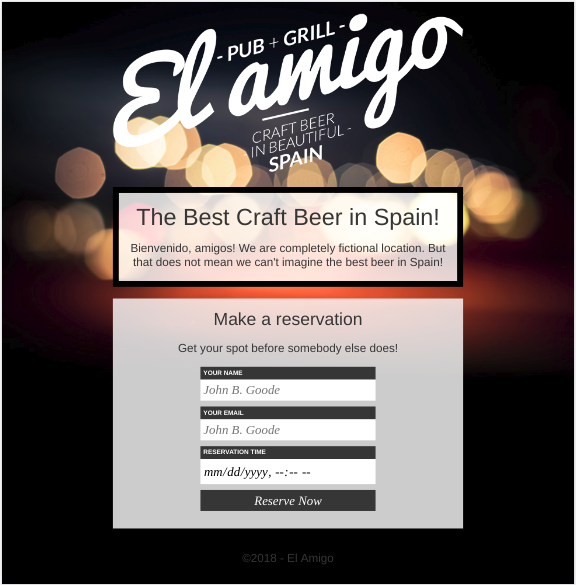 - PUB + GRILL -
El amigo
CRAFT BEER
IN BEAUTIFUL -
SPAIN
The Best Craft Beer in Spain!
Bienvenido, amigos! We are completely fictional location. But
that does not mean we can't imagine the best beer in Spain!
Make a reservation
Get your spot before somebody else does!
YOUR NAME
John B. Goode
YOUR EMAIL
John B. Goode
RESERVATION TIME
mm/dd/yyyy, --:-- --
Reserve Now
©2018 - El Amigo